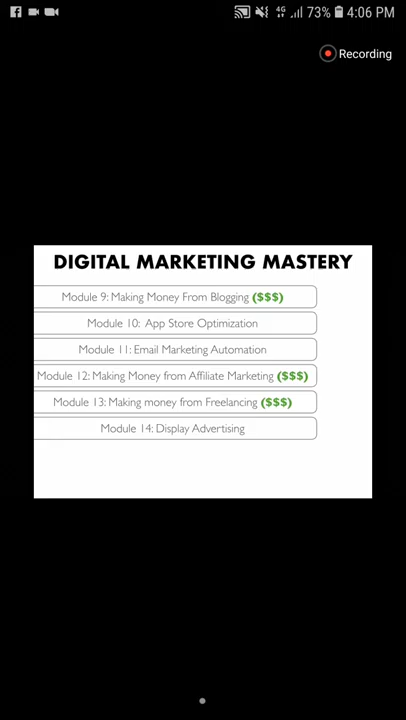 4G 73% 4:06 PM
Recording
DIGITAL MARKETING MASTERY
Module 9: Making Money From Blogging ($$$)
Module 10: App Store Optimization
Module 11: Email Marketing Automation
Module 12: Making Money from Affiliate Marketing ($$$)
Module 13: Making money from Freelancing ($$$)
Module 14: Display Advertising